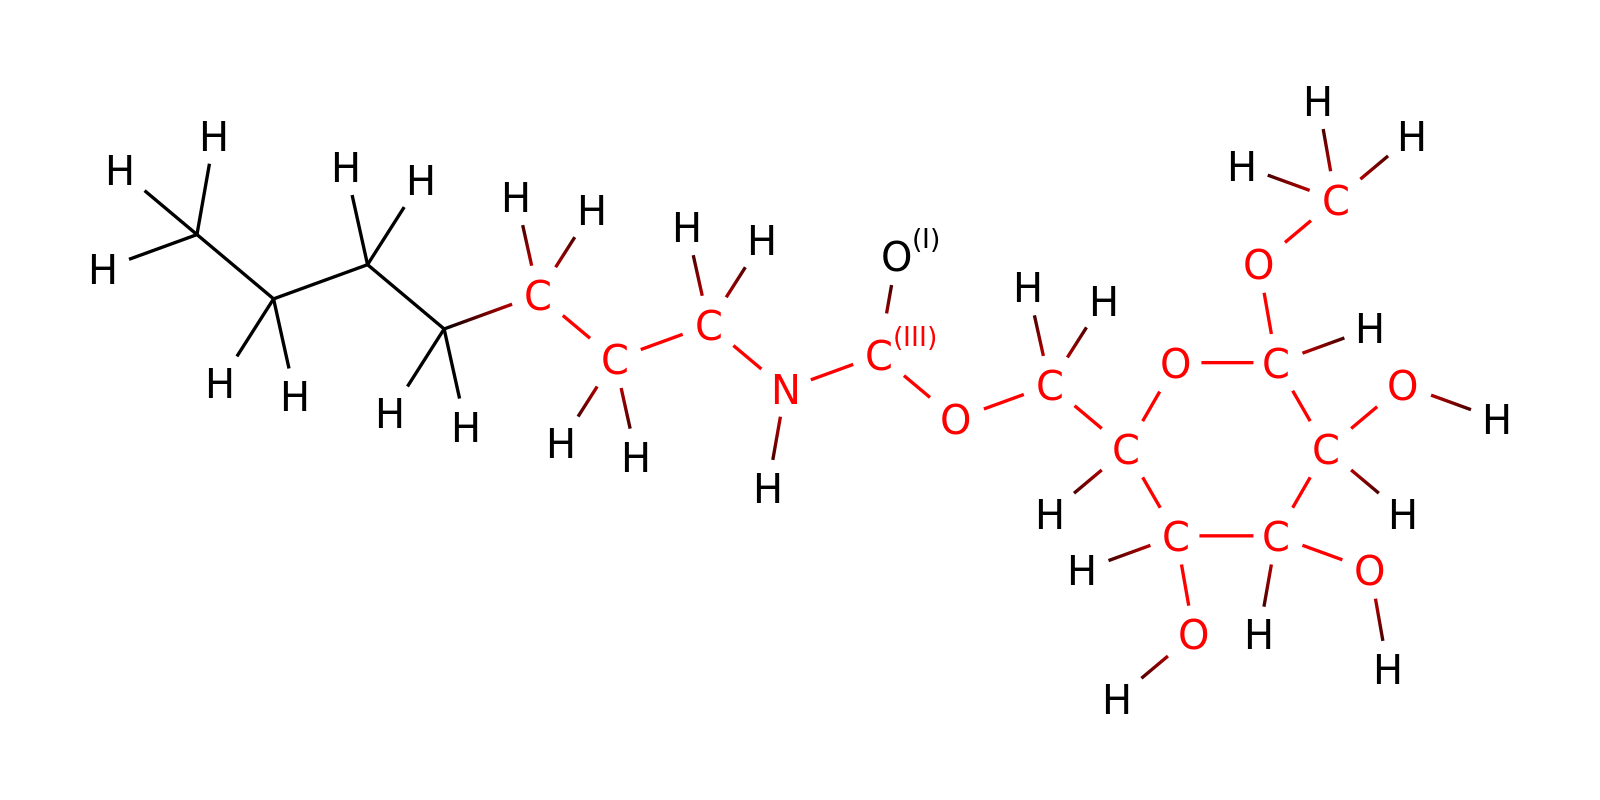 H
H H
H H H
H H H
H H O(I)
C H
H H
C C(III) O
C C H
H H N O O C H O H
H H C
H H O C C H
H H
H C C O
H O H
H H